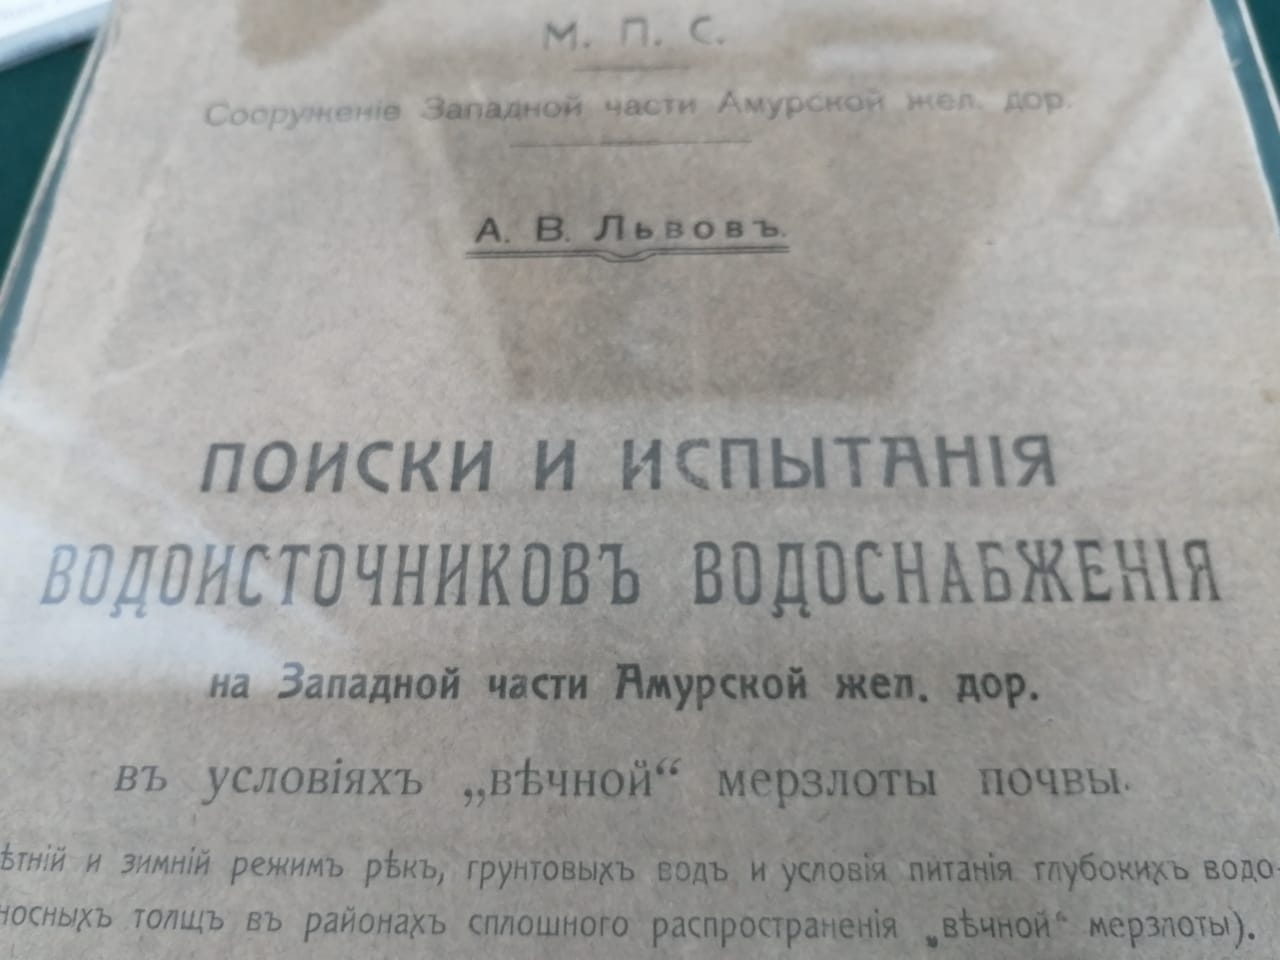 М. П. С.
Сооруженіе Западной части Амурской жел. дор.
А. В. Львовъ.
ПОИСКИ И ИСПЫТАНІЯ
ВОДОИСТОЧНИКОВЪ ВОДОСНАБЖЕНІЯ
на Западной части Амурской жел. дор.
въ условіяхъ „вѣчной“ мерзлоты почвы.
ѣтній и зимній режимъ рѣкъ, грунтовыхъ водъ и условія питанія глубокихъ водо-
носныхъ толщъ въ районахъ сплошного распространенія „вѣчной“ мерзлоты).